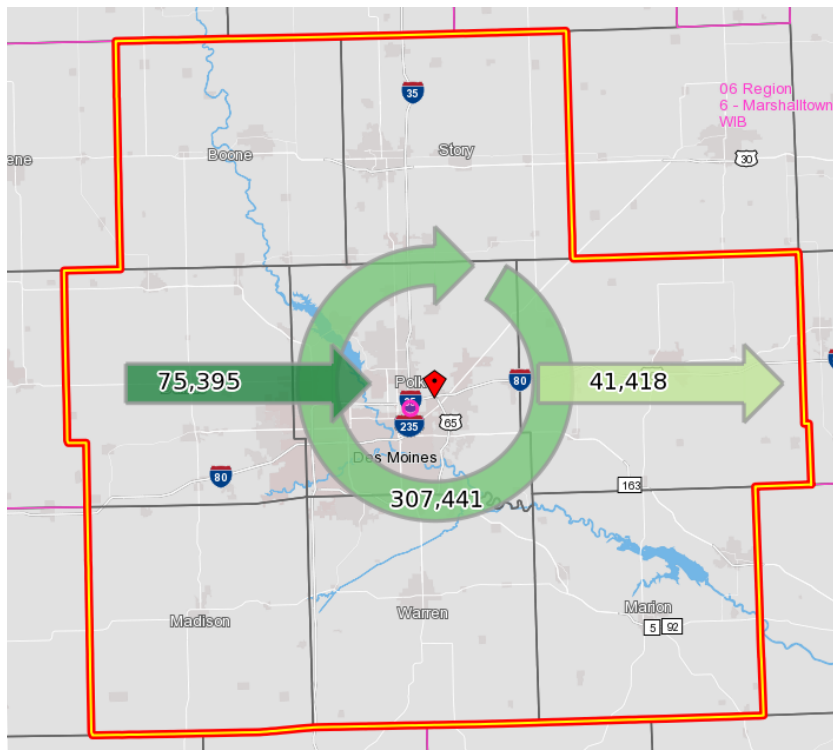 35
06 Region
6 - Marshalltown
WIB
Boone
Story
30
ene
75,395
Polk
80
41,418
65
235
Des Moines
80
163
307,441
Madison
Warren
Marion
5
92